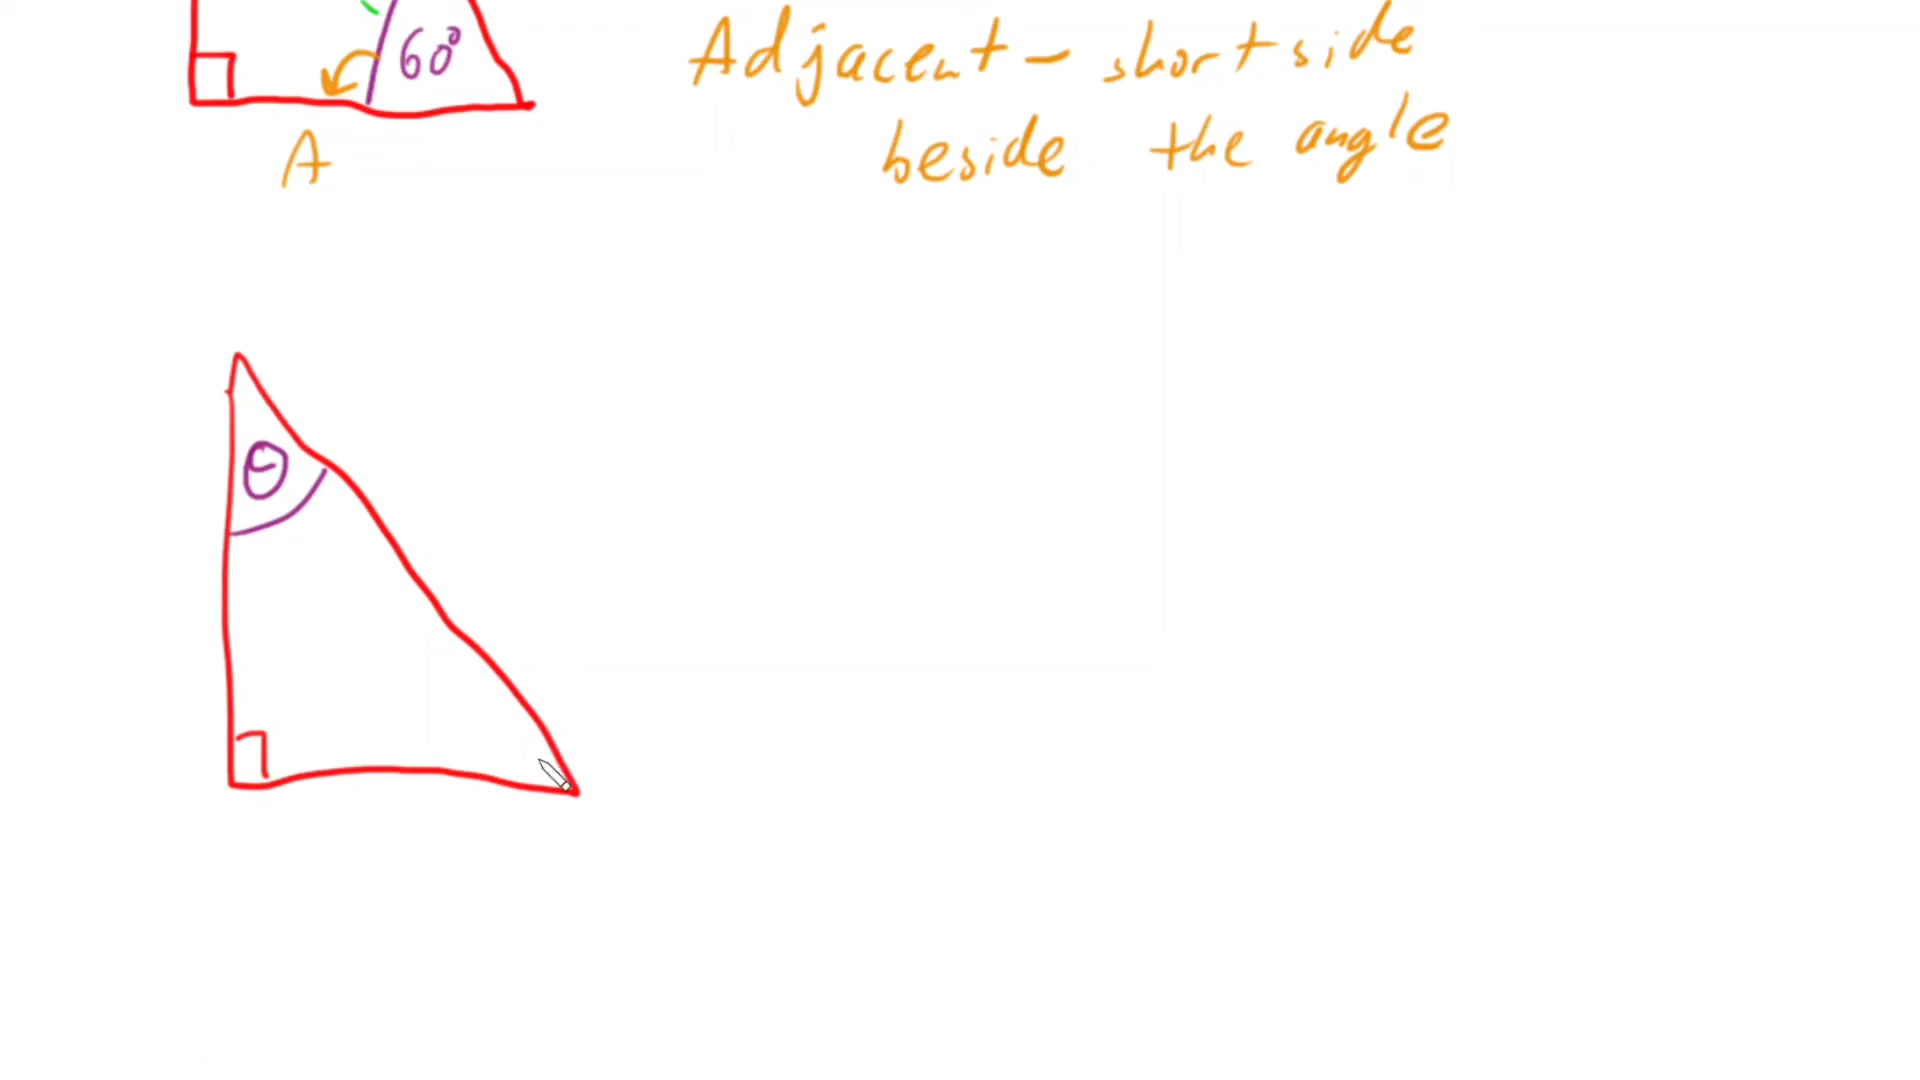 60°
Adjacent – short side
beside the angle
A
θ